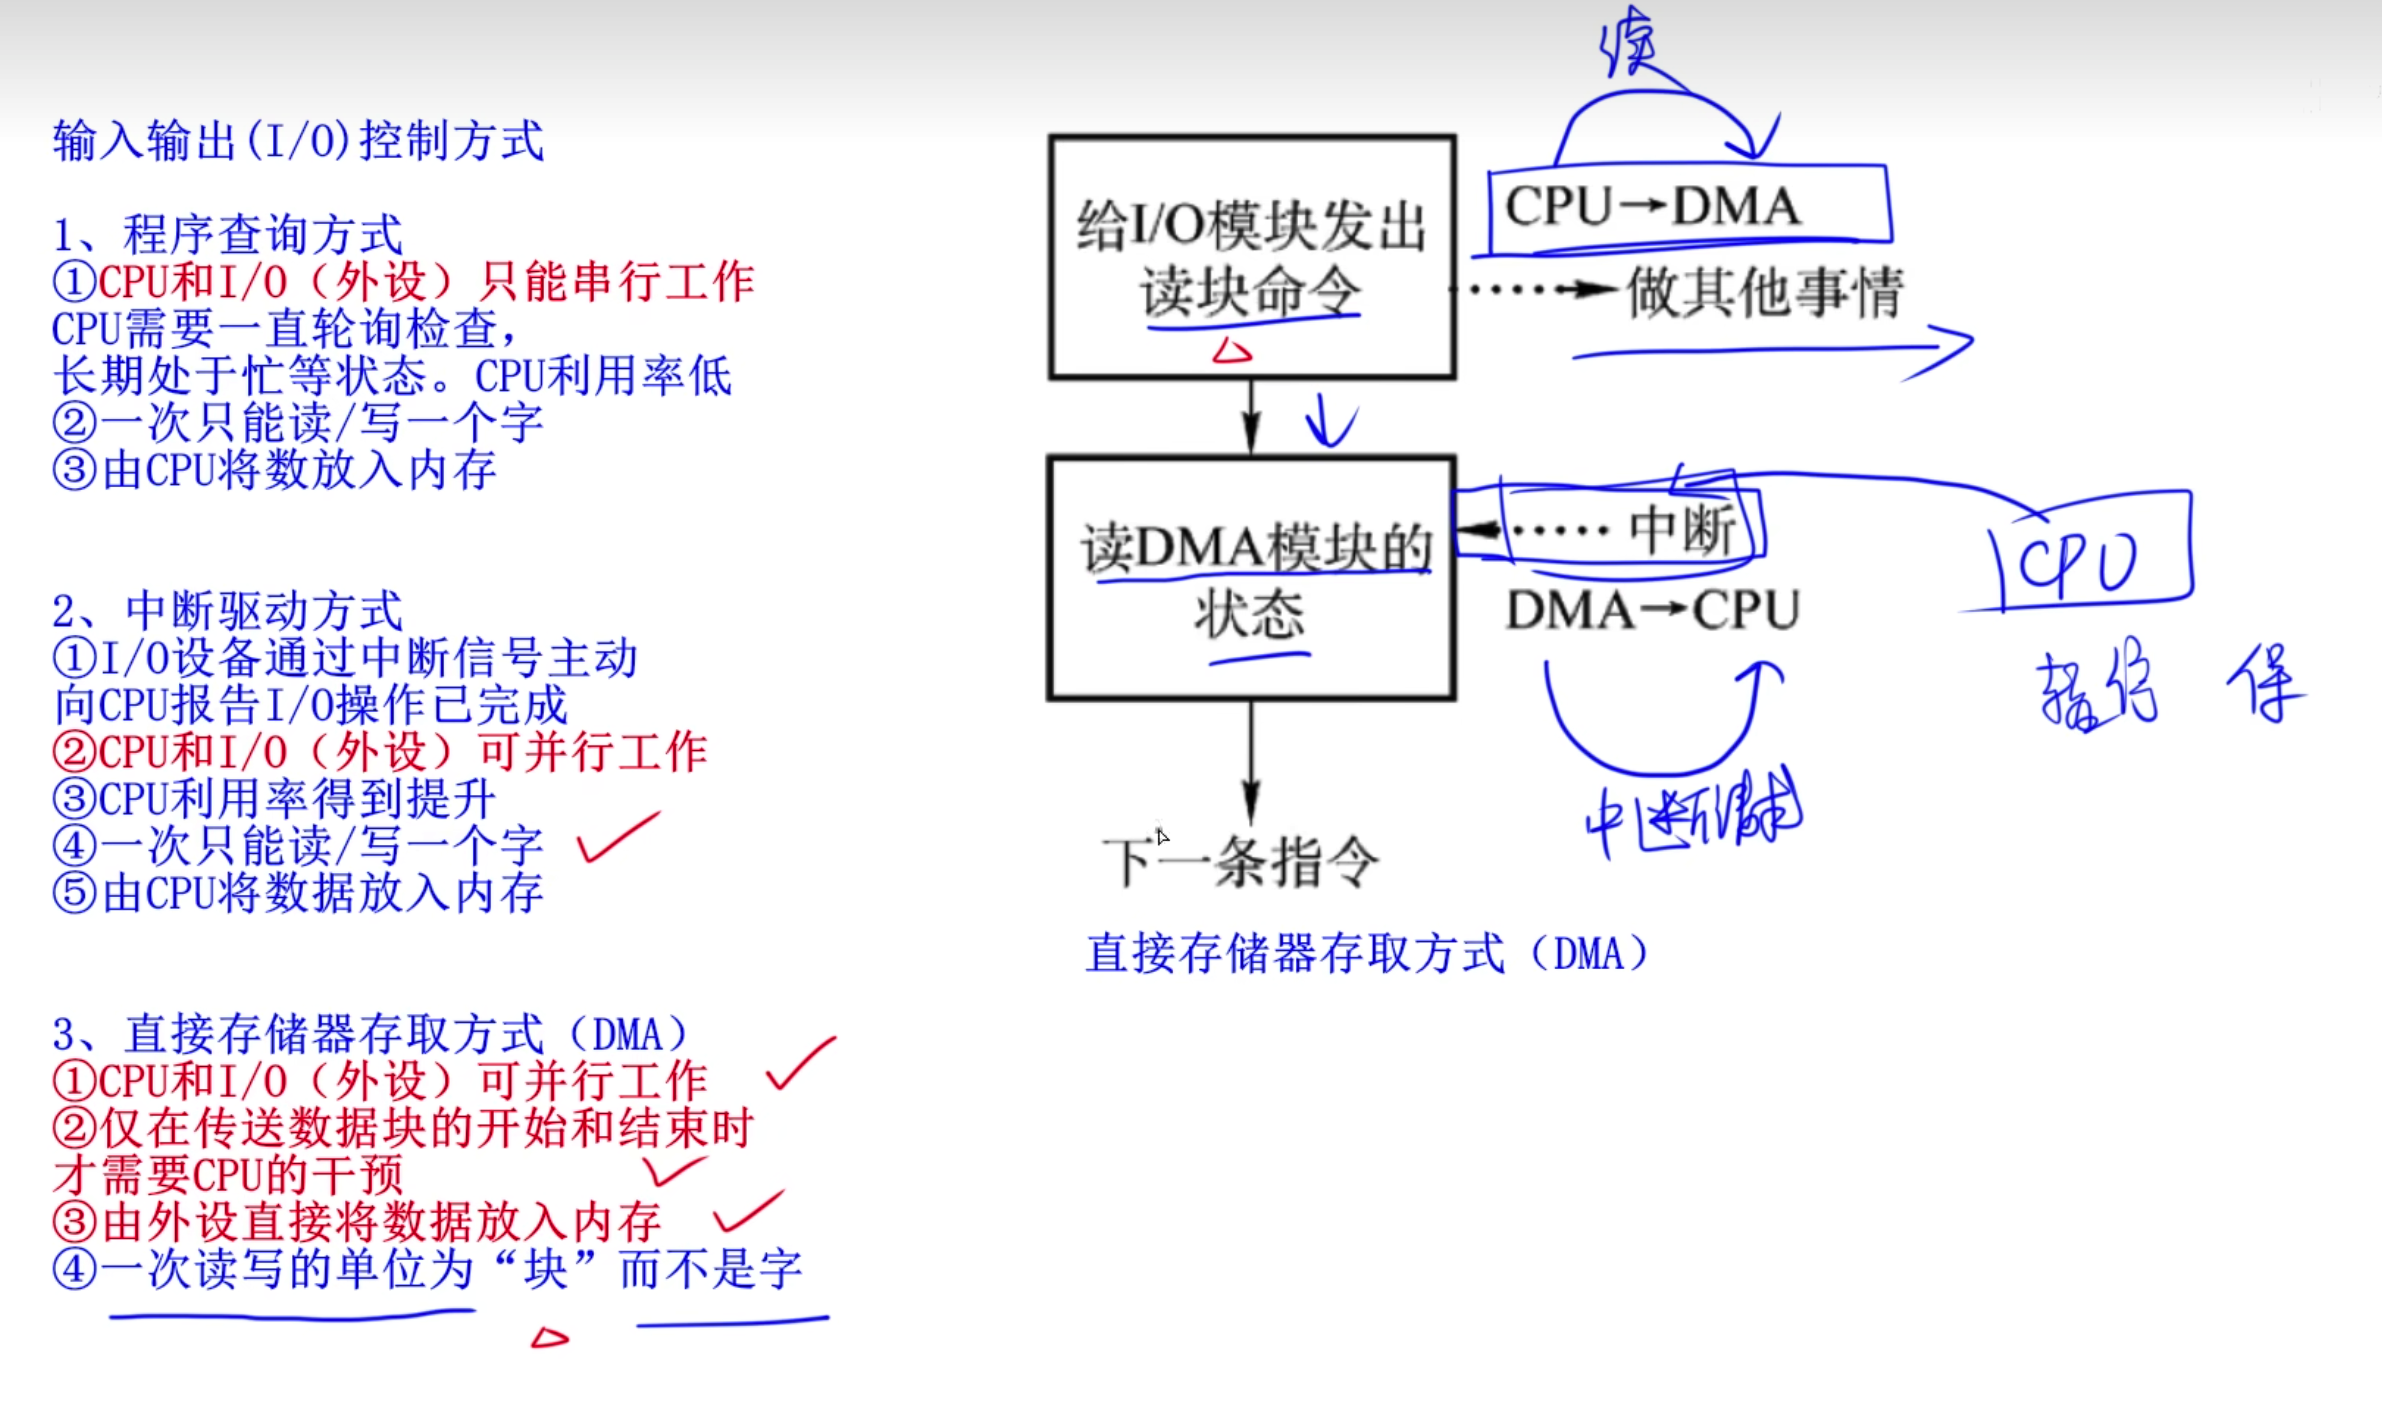 输入输出(I/O)控制方式
1、程序查询方式
①CPU和I/O（外设）只能串行工作
CPU需要一直轮询检查，
长期处于忙等状态。CPU利用率低
②一次只能读/写一个字
③由CPU将数放入内存
2、中断驱动方式
①I/O设备通过中断信号主动
向CPU报告I/O操作已完成
②CPU和I/O（外设）可并行工作
③CPU利用率得到提升
④一次只能读/写一个字
⑤由CPU将数据放入内存
3、直接存储器存取方式（DMA）
①CPU和I/O（外设）可并行工作
②仅在传送数据块的开始和结束时
才需要CPU的干预
③由外设直接将数据放入内存
④一次读写的单位为“块”而不是字
读
给I/O模块发出
读块命令
CPU→DMA
做其他事情
读DMA模块的
状态
中断
DMA→CPU
CPU
保
中断
下一条指令
直接存储器存取方式（DMA）